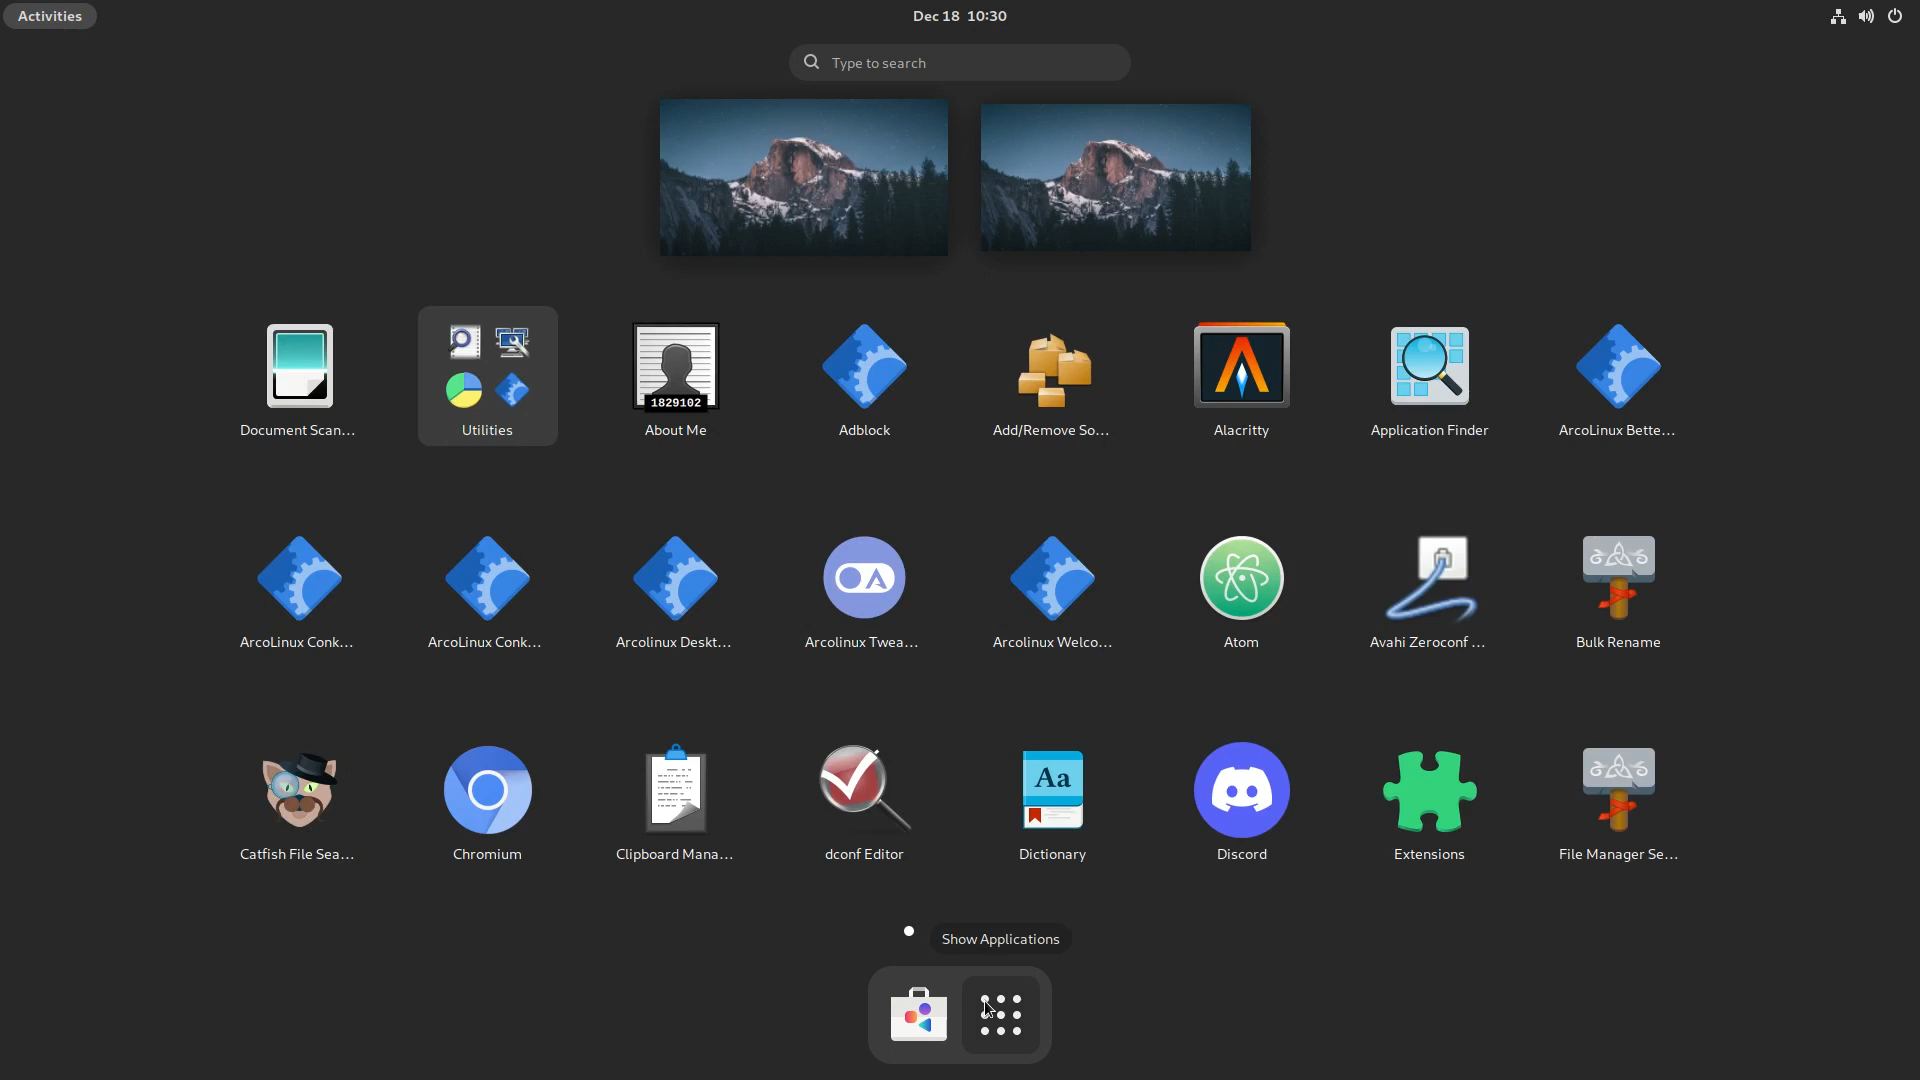 Activities
Dec 18 10:30
Type to search
Document Scan...
Utilities
1829102
About Me
Adblock
Add/Remove So...
Alacritty
Application Finder
ArcoLinux Bette...
ArcoLinux Conk...
ArcoLinux Conk...
Arcolinux Deskt...
Arcolinux Twea...
Arcolinux Welco...
Atom
Avahi Zeroconf ...
Bulk Rename
Catfish File Sea...
Chromium
Clipboard Mana...
dconf Editor
Aa
Dictionary
Discord
Extensions
File Manager Se...
Show Applications